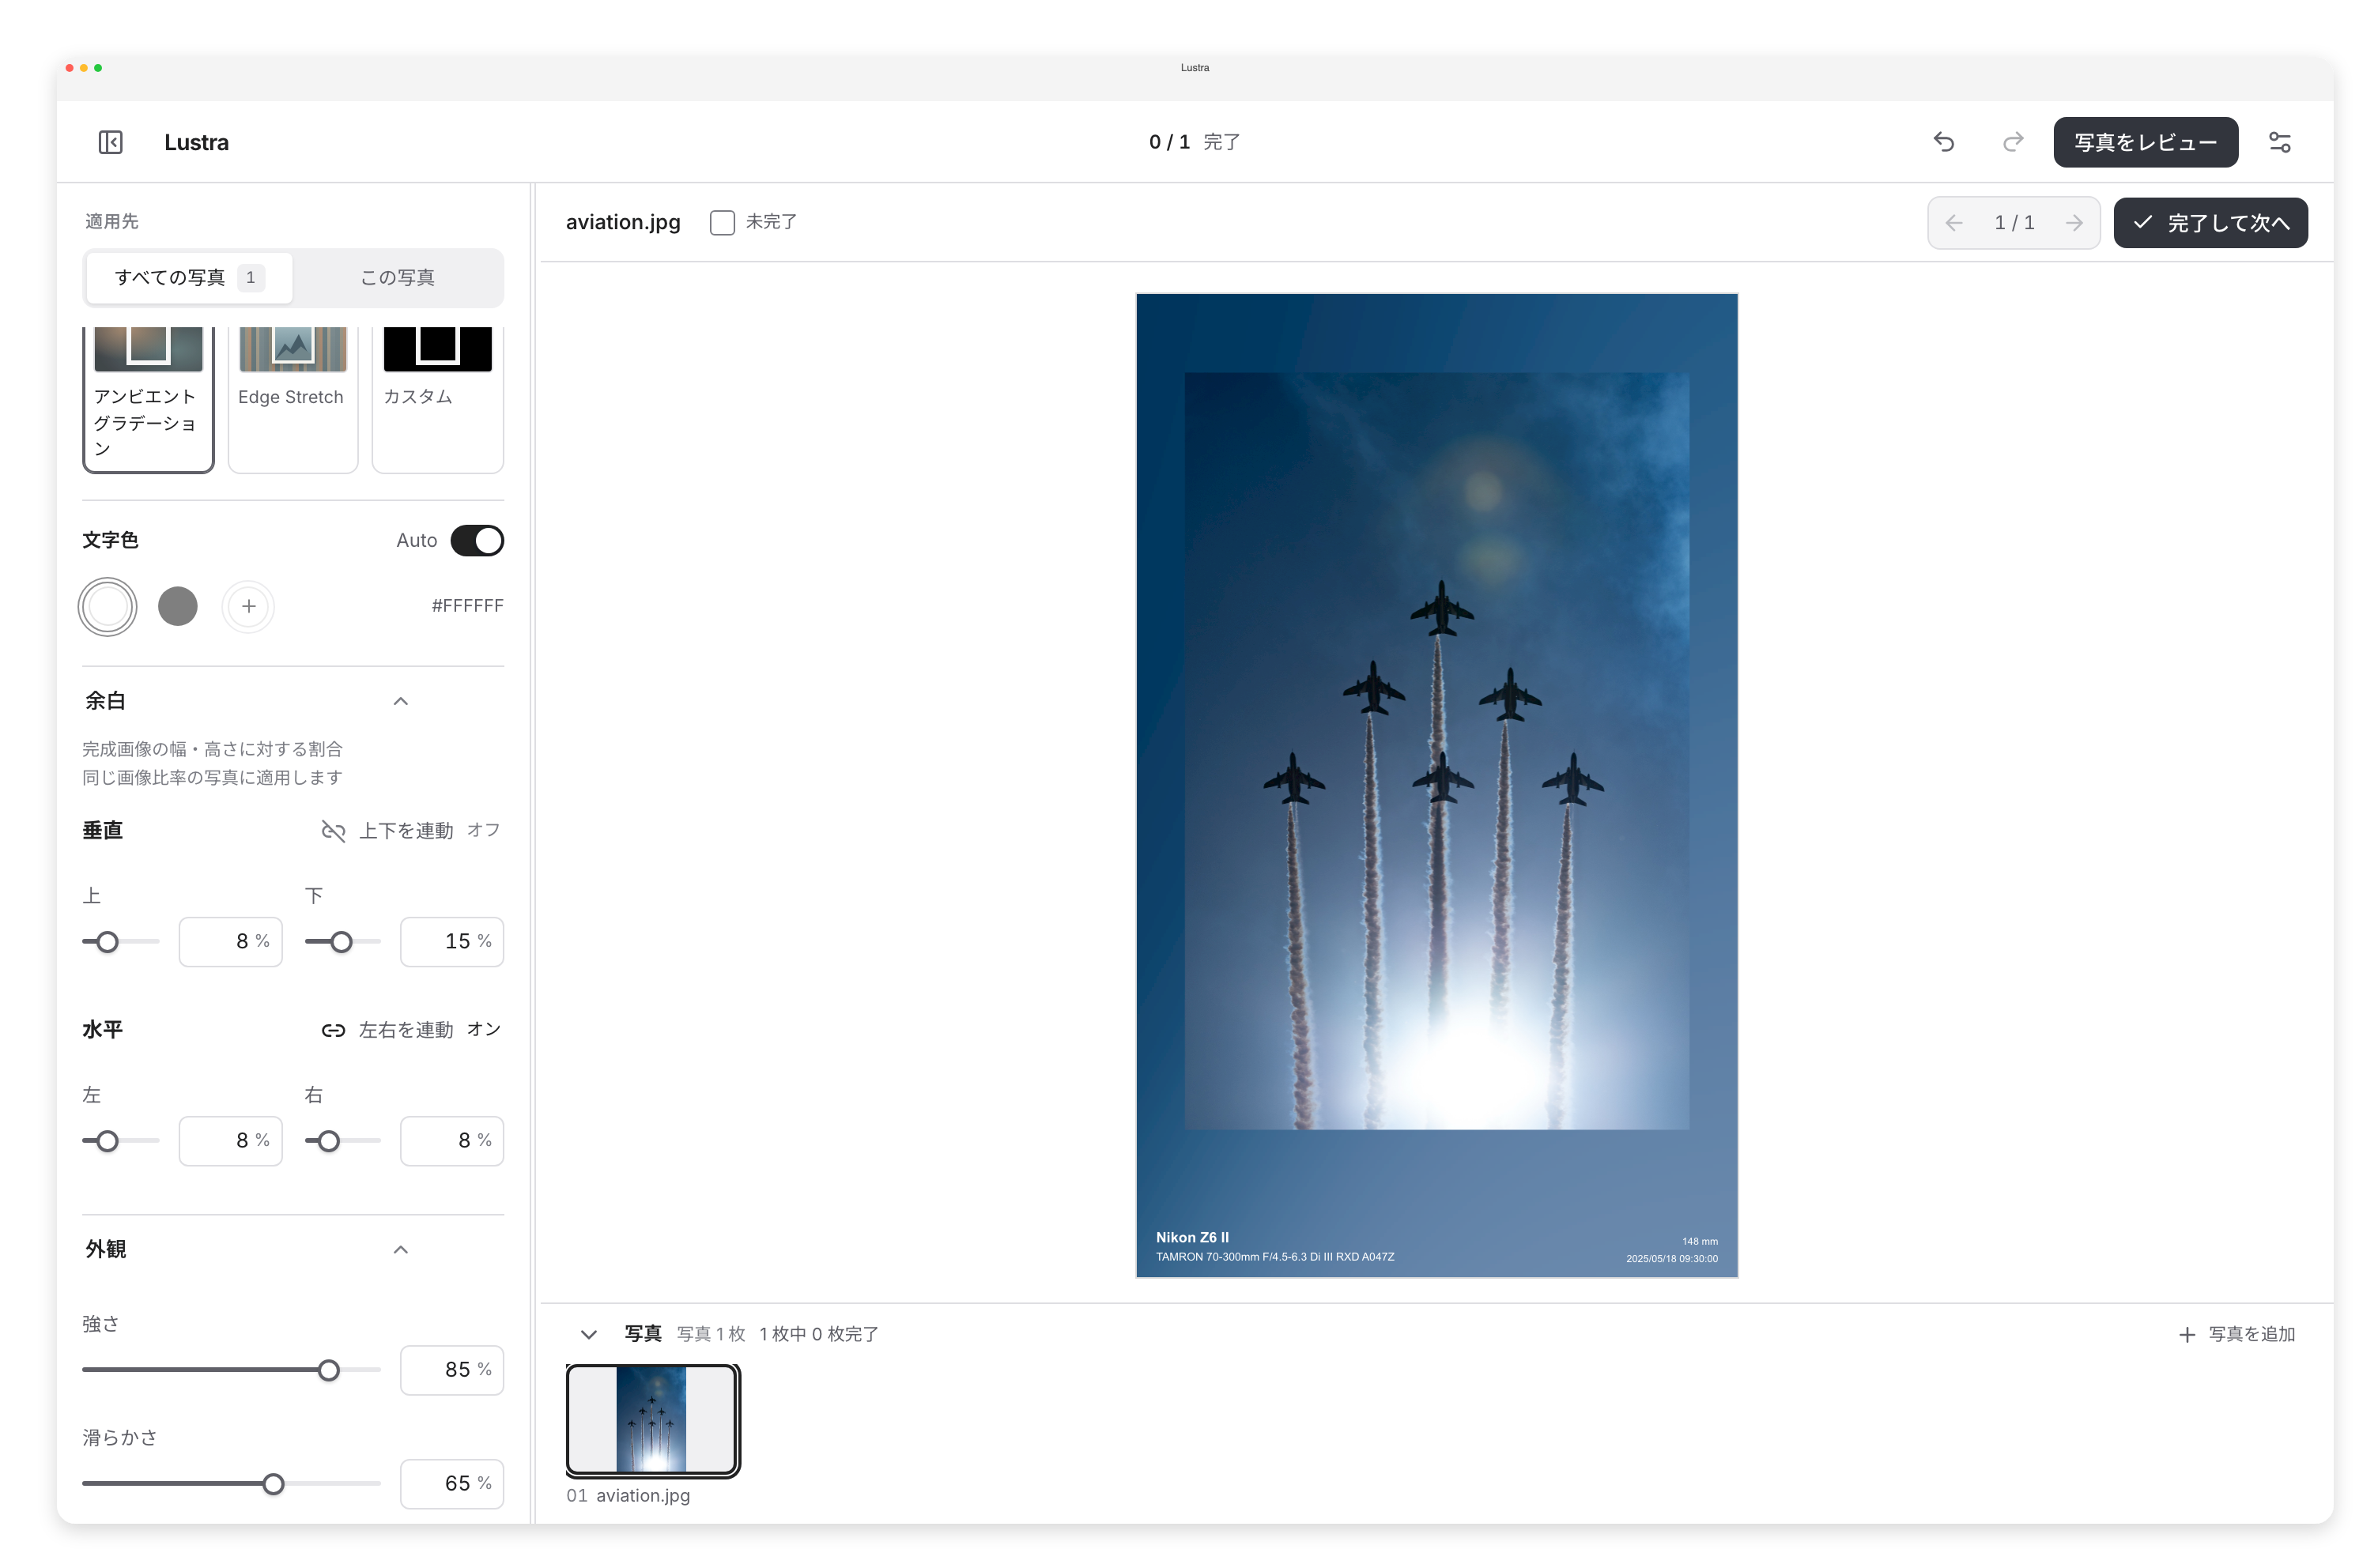 Lustra
Lustra
0 / 1 完了
写真をレビュー
適用先
すべての写真 1
この写真
アンビエント
グラデーショ
ン
Edge Stretch
カスタム
文字色
Auto
#FFFFFF
余白
完成画像の幅・高さに対する割合
同じ画像比率の写真に適用します
垂直
上下を連動 オフ
上
下
8 %
15 %
水平
左右を連動 オン
左
右
8 %
8 %
外観
強さ
85 %
滑らかさ
65 %
aviation.jpg
未完了
1 / 1
完了して次へ
Nikon Z6 II
TAMRON 70-300mm F/4.5-6.3 Di III RXD A047Z
148 mm
2025/05/18 09:30:00
写真 写真 1 枚 1 枚中 0 枚完了
写真を追加
01 aviation.jpg